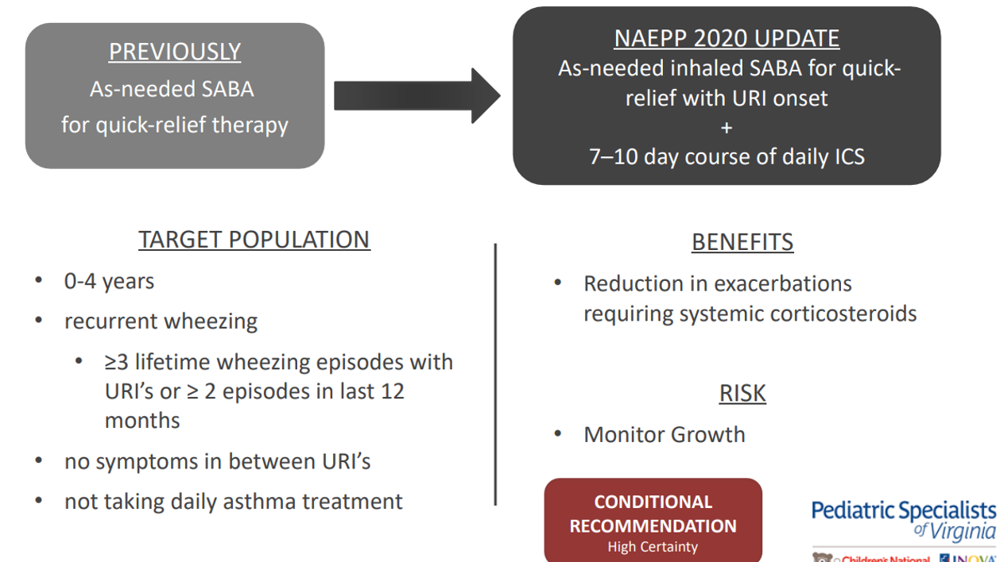 PREVIOUSLY
As-needed SABA
for quick-relief therapy
NAEPP 2020 UPDATE
As-needed inhaled SABA for quick-
relief with URI onset
+
7–10 day course of daily ICS
TARGET POPULATION
• 0-4 years
• recurrent wheezing
• ≥3 lifetime wheezing episodes with
URI’s or ≥ 2 episodes in last 12
months
• no symptoms in between URI’s
• not taking daily asthma treatment
BENEFITS
• Reduction in exacerbations
requiring systemic corticosteroids
RISK
• Monitor Growth
CONDITIONAL
RECOMMENDATION
High Certainty
Pediatric Specialists
of Virginia
Children's National
INOVA